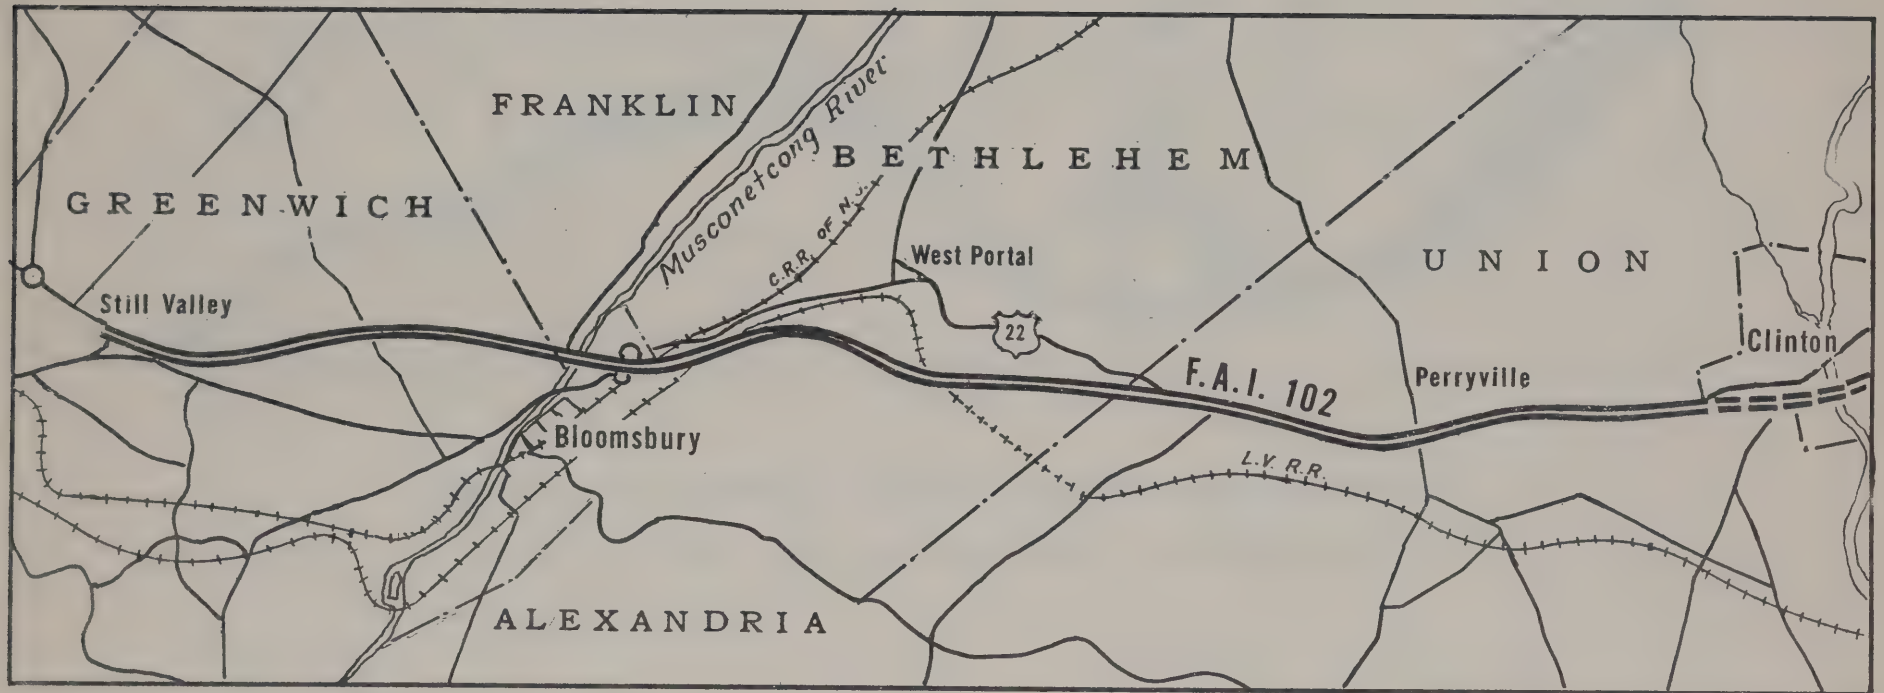 FRANKLIN
Musconetcong River
BETHLEHEM
GREENWICH
C.R.R. OF N.J.
West Portal
UNION
Still Valley
22
Clinton
F.A.I. 102
Perryville
Bloomsbury
L.V. R.R.
ALEXANDRIA